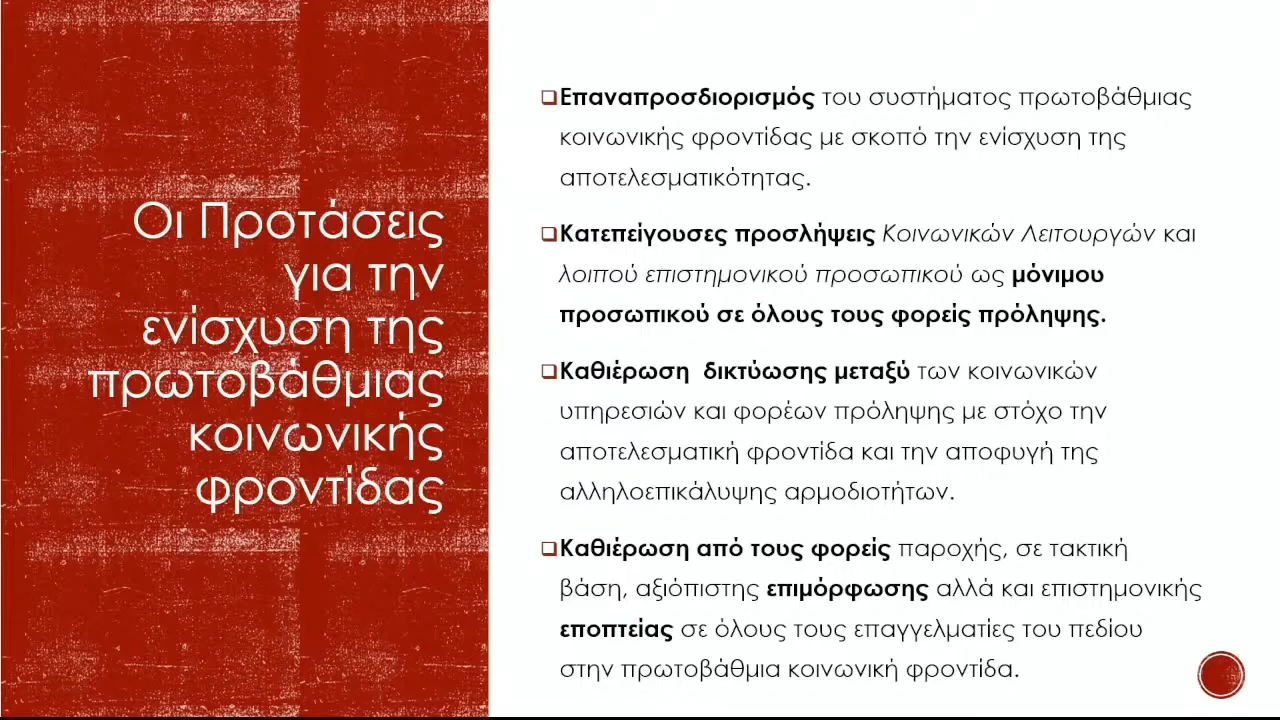 Οι Προτάσεις
για την
ενίσχυση της
πρωτοβάθμιας
κοινωνικής
φροντίδας
Επαναπροσδιορισμός του συστήματος πρωτοβάθμιας
κοινωνικής φροντίδας με σκοπό την ενίσχυση της
αποτελεσματικότητας.
Κατεπείγουσες προσλήψεις Κοινωνικών Λειτουργών και
λοιπού επιστημονικού προσωπικού ως μόνιμου
προσωπικού σε όλους τους φορείς πρόληψης.
Καθιέρωση δικτύωσης μεταξύ των κοινωνικών
υπηρεσιών και φορέων πρόληψης με στόχο την
αποτελεσματική φροντίδα και την αποφυγή της
αλληλοεπικάλυψης αρμοδιοτήτων.
Καθιέρωση από τους φορείς παροχής, σε τακτική
βάση, αξιόπιστης επιμόρφωσης αλλά και επιστημονικής
εποπτείας σε όλους τους επαγγελματίες του πεδίου
στην πρωτοβάθμια κοινωνική φροντίδα.